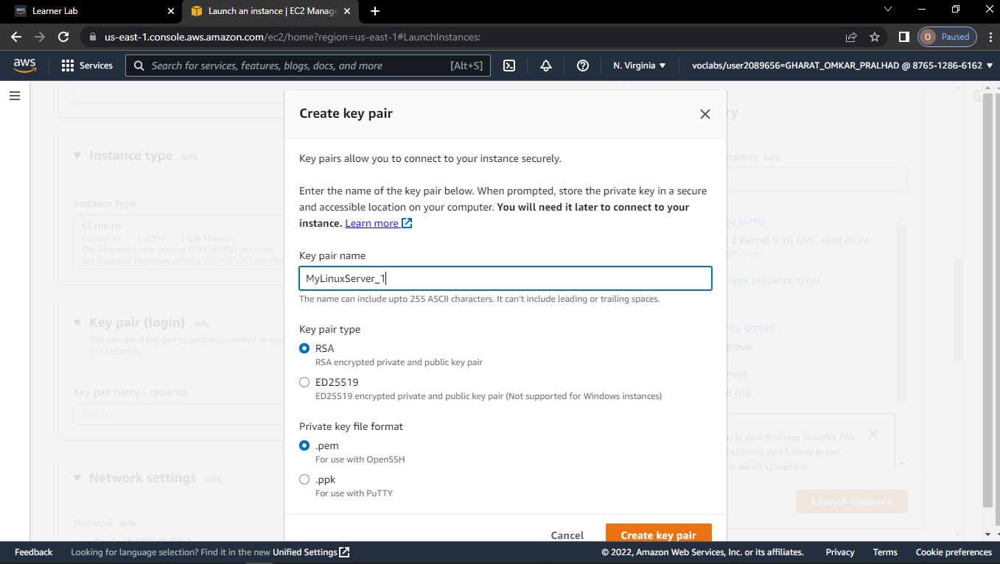 Learner Lab
Launch an instance | EC2 Manage
us-east-1.console.aws.amazon.com/ec2/home?region=us-east-1#LaunchInstances:
O Paused
aws
Services
Search for services, features, blogs, docs, and more
[Alt+S]
N. Virginia
voclabs/user2089656=GHARAT_OMKAR_PRALHAD @ 8765-1286-6162
Instance type Info
Instance type
t2.micro
Family: t2 1 vCPU 1 GiB Memory
On-Demand Linux pricing: 0.0116 USD per Hour
On-Demand Windows pricing: 0.0162 USD per Hou
Key pair (login) Info
You can use a key pair to securely connect to you
the instance.
Key pair name - required
Select
Network settings Info
Network Info
Create key pair
Key pairs allow you to connect to your instance securely.
Enter the name of the key pair below. When prompted, store the private key in a secure
and accessible location on your computer. You will need it later to connect to your
instance. Learn more
Key pair name
MyLinuxServer_1
The name can include upto 255 ASCII characters. It can't include leading or trailing spaces.
Key pair type
RSA
RSA encrypted private and public key pair
ED25519
ED25519 encrypted private and public key pair (Not supported for Windows instances)
Private key file format
.pem
For use with OpenSSH
.ppk
For use with PuTTY
Cancel
Create key pair
ry
stances Info
ge (AMI)
2 Kernel 5.10 AMI...read more
383c2eec
type (instance type)
rity group)
group
mes)
8 GiB
r: In your first year includes 750
f t2.micro (or t3.micro in the
in which t2.micro is
Launch instance
Feedback
Looking for language selection? Find it in the new Unified Settings
© 2022, Amazon Web Services, Inc. or its affiliates.
Privacy
Terms
Cookie preferences